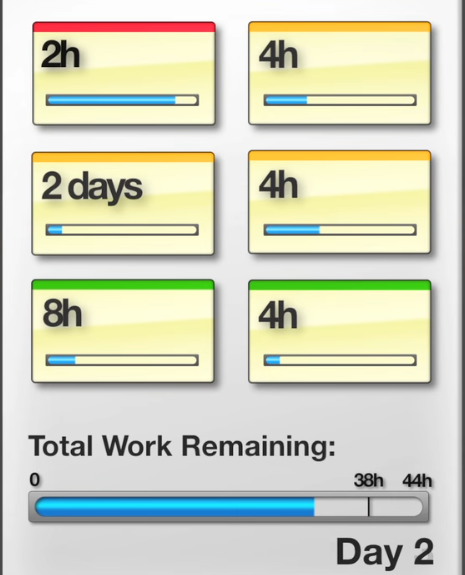 2h 4h
2 days 4h
8h 4h
Total Work Remaining:
0 38h 44h
Day 2